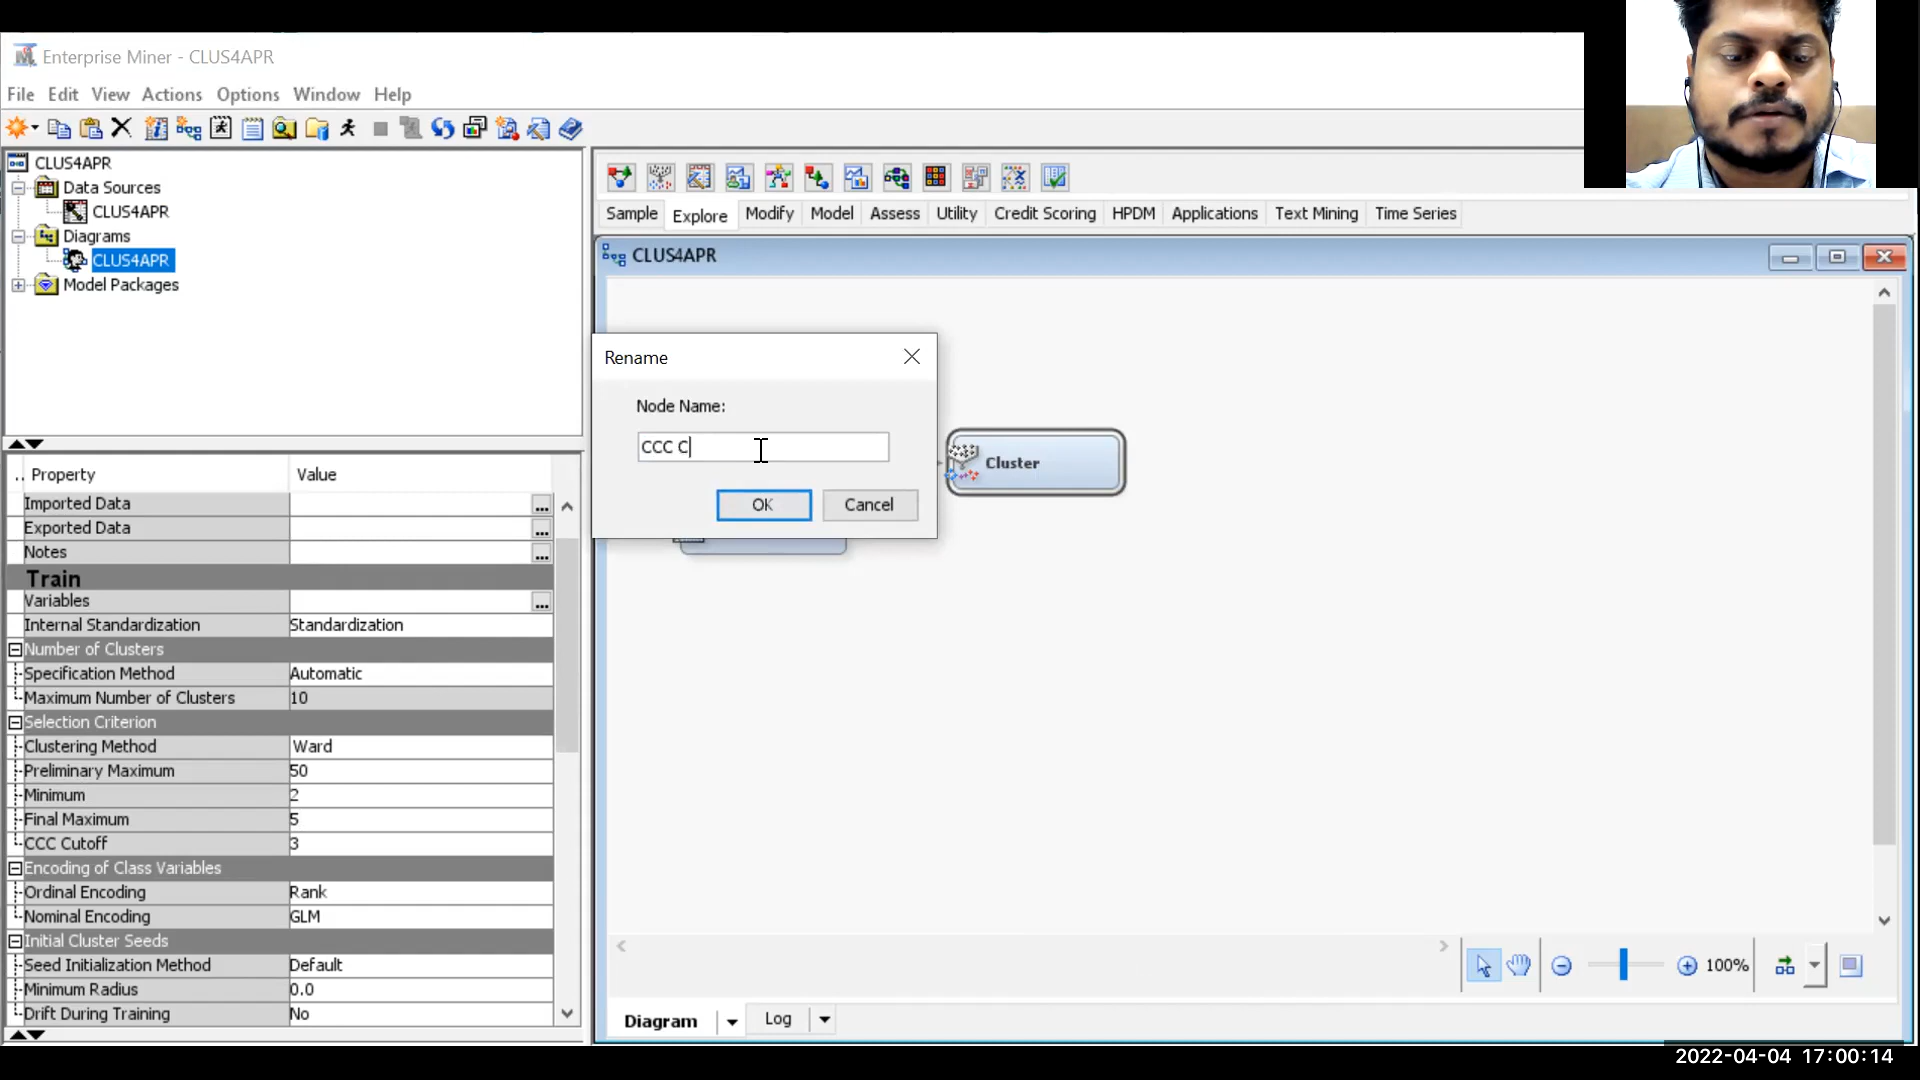 Enterprise Miner - CLUS4APR
File Edit View Actions Options Window Help
CLUS4APR
Data Sources
CLUS4APR
Diagrams
CLUS4APR
Model Packages
.. Property Value
Imported Data ...
Exported Data ...
Notes ...
Train
Variables ...
Internal Standardization Standardization
Number of Clusters
Specification Method Automatic
Maximum Number of Clusters 10
Selection Criterion
Clustering Method Ward
Preliminary Maximum 50
Minimum 2
Final Maximum 5
CCC Cutoff 3
Encoding of Class Variables
Ordinal Encoding Rank
Nominal Encoding GLM
Initial Cluster Seeds
Seed Initialization Method Default
Minimum Radius 0.0
Drift During Training No
Sample Explore Modify Model Assess Utility Credit Scoring HPDM Applications Text Mining Time Series
CLUS4APR
Rename
Node Name:
CCC C
OK Cancel
Cluster
100%
Diagram Log
2022-04-04 17:00:14